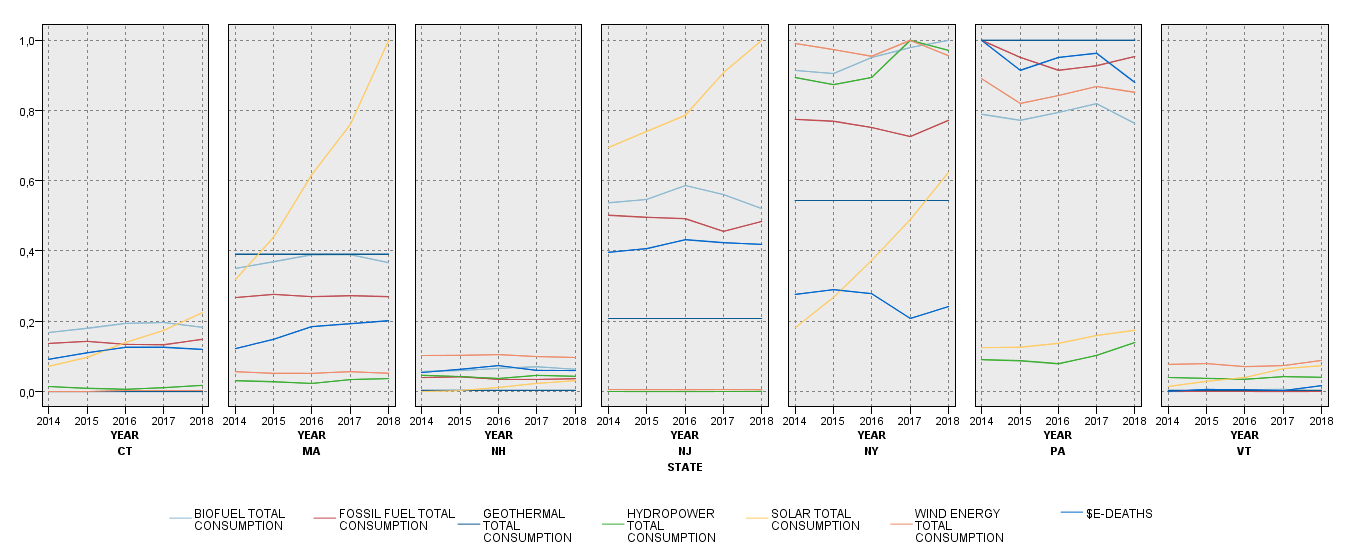 1,0
0,8
0,6
0,4
0,2
0,0
2014 2015 2016 2017 2018 2014 2015 2016 2017 2018 2014 2015 2016 2017 2018 2014 2015 2016 2017 2018 2014 2015 2016 2017 2018 2014 2015 2016 2017 2018 2014 2015 2016 2017 2018
YEAR YEAR YEAR YEAR YEAR YEAR YEAR
CT MA NH NJ NY PA VT
STATE
BIOFUEL TOTAL
CONSUMPTION
FOSSIL FUEL TOTAL
CONSUMPTION
GEOTHERMAL
TOTAL
CONSUMPTION
HYDROPOWER
TOTAL
CONSUMPTION
SOLAR TOTAL
CONSUMPTION
WIND ENERGY
TOTAL
CONSUMPTION
$E-DEATHS